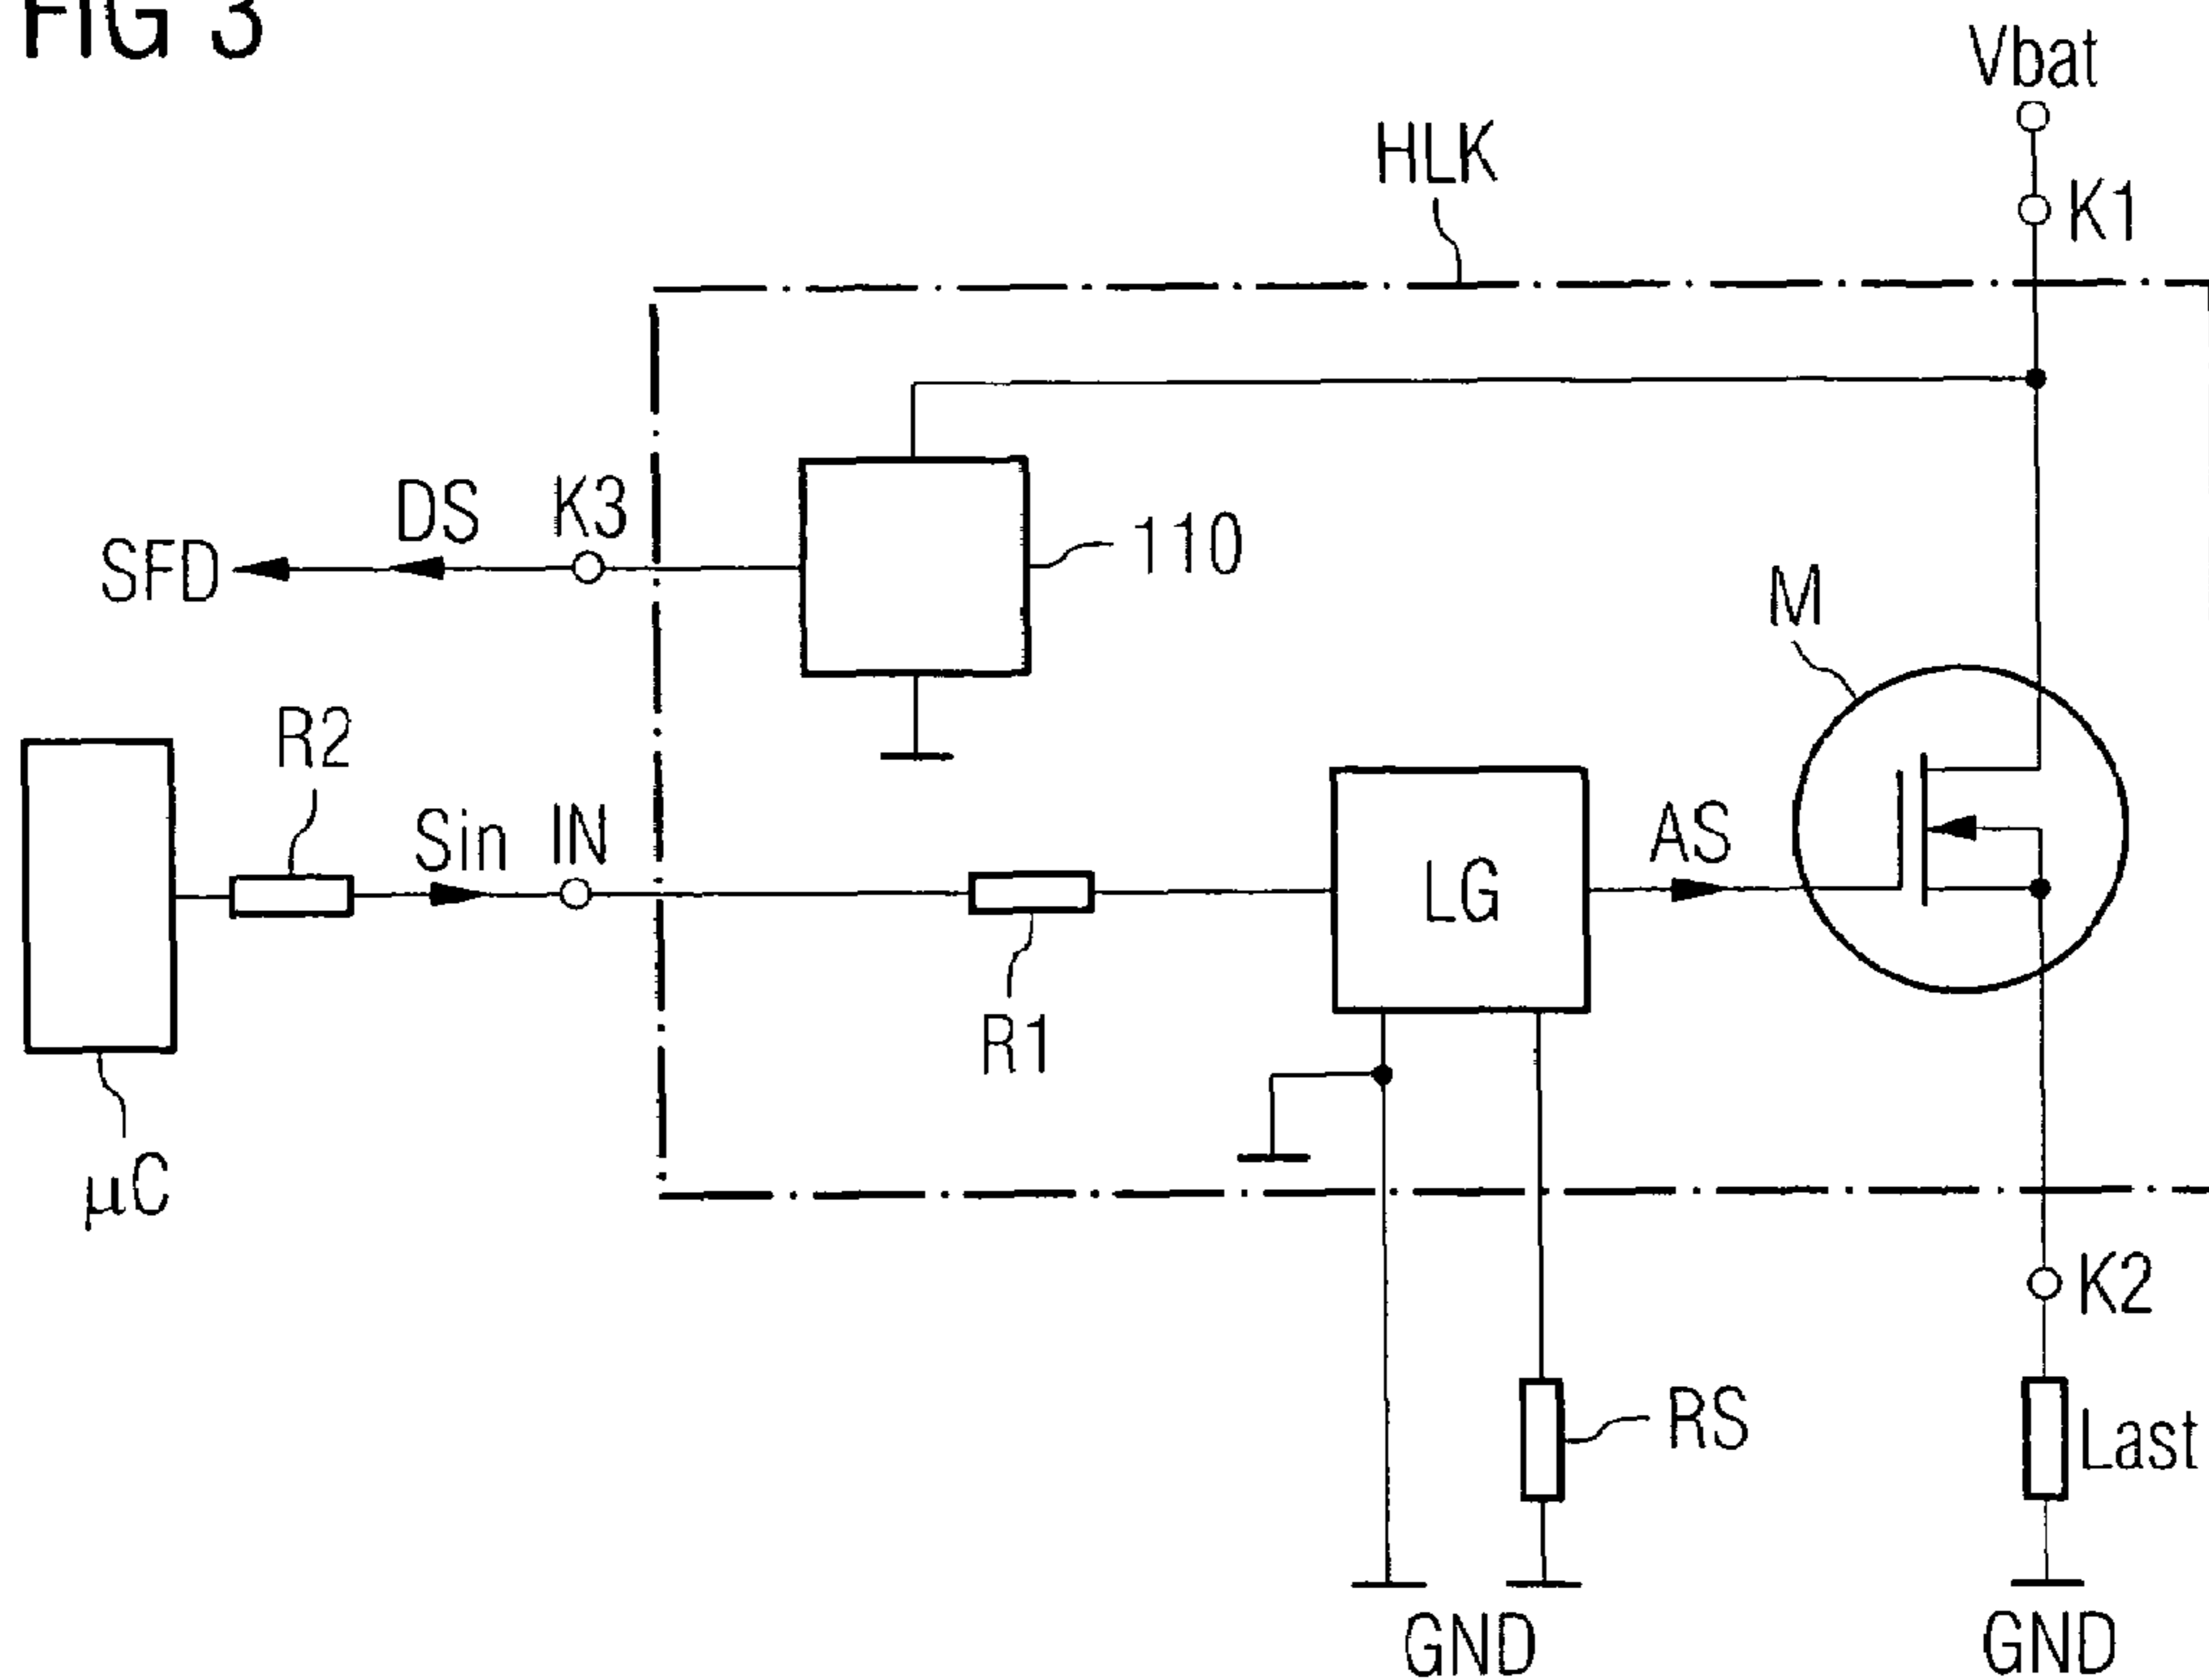 FIG 3
Vbat
HLK
K1
DS
K3
SFD
110
M
R2
Sin
IN
AS
LG
R1
µC
K2
RS
Last
GND
GND